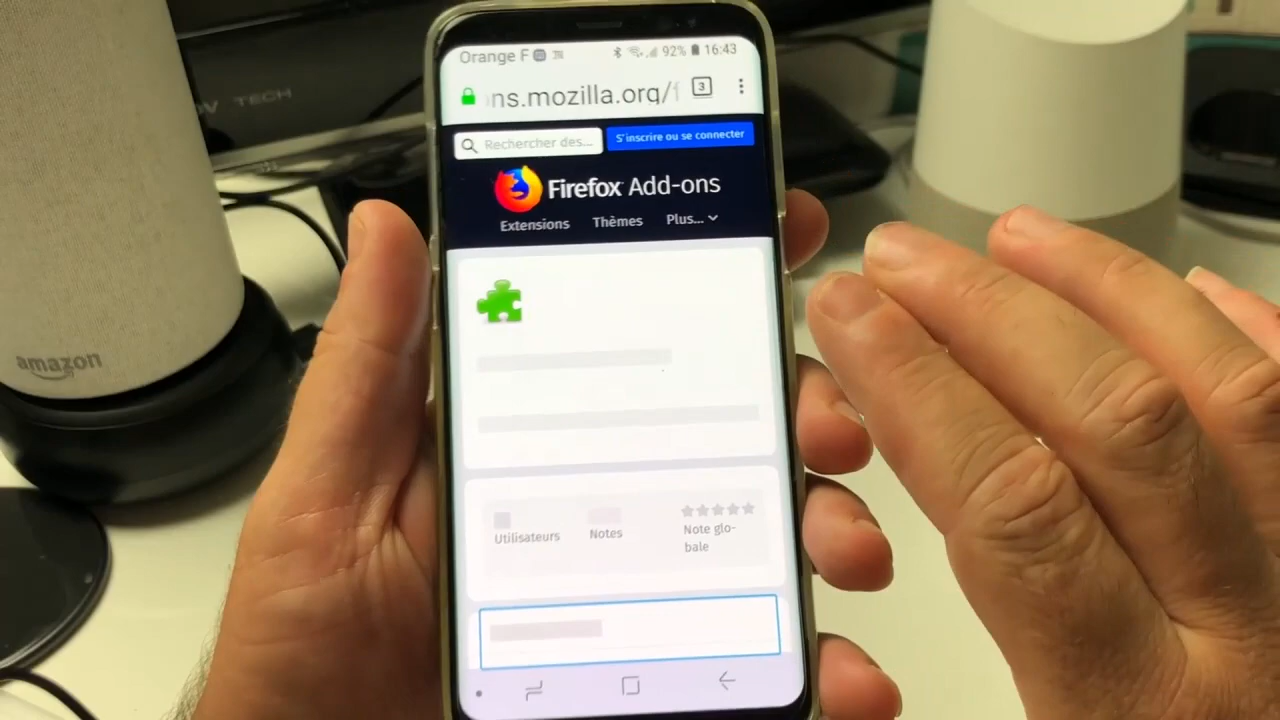 TECH
Orange F 92% 16:43
ns.mozilla.org/f 3
Rechercher des... S'inscrire ou se connecter
Firefox Add-ons
Extensions Thèmes Plus...
amazon
Utilisateurs Notes Note glo-
bale